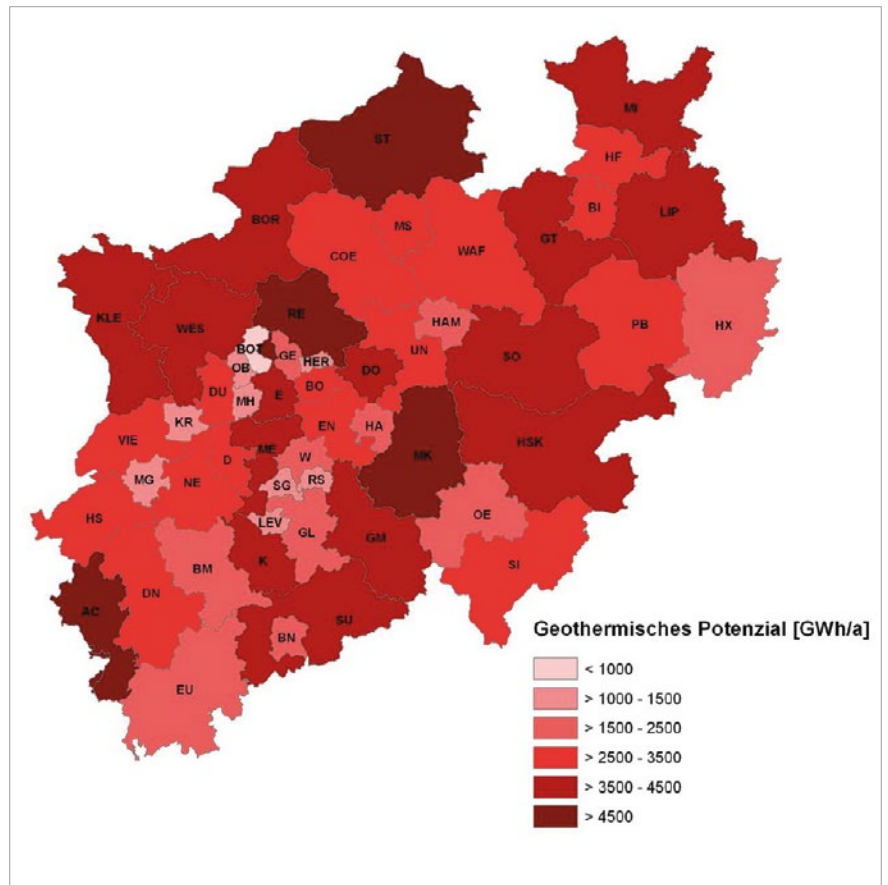 MI
ST
HF
BOR
MS
BI
LIP
GT
WAF
COE
KLE
RE
WES
HAM
PB
HX
BOT
GE
HER
UN
SO
OB
DO
DU
E
BO
MH
KR
EN
HA
VIE
HSK
ME
MK
D
W
MG
NE
SG
RS
HS
LEV
OE
GL
GM
BM
K
SI
DN
AC
SU
BN
EU
Geothermisches Potenzial [GWh/a]
< 1000
> 1000 - 1500
> 1500 - 2500
> 2500 - 3500
> 3500 - 4500
> 4500